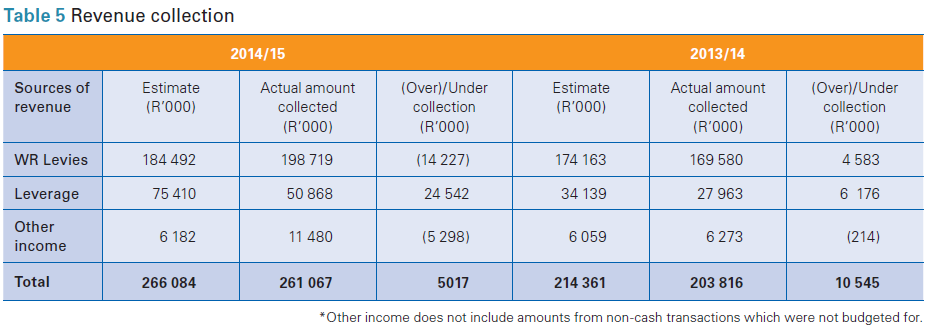 Table 5 Revenue collection
2014/15 2013/14
Sources of revenue Estimate (R'000) Actual amount collected (R'000) (Over)/Under collection (R'000) Estimate (R'000) Actual amount collected (R'000) (Over)/Under collection (R'000)
WR Levies 184 492 198 719 (14 227) 174 163 169 580 4 583
Leverage 75 410 50 868 24 542 34 139 27 963 6 176
Other income 6 182 11 480 (5 298) 6 059 6 273 (214)
Total 266 084 261 067 5017 214 361 203 816 10 545
*Other income does not include amounts from non-cash transactions which were not budgeted for.